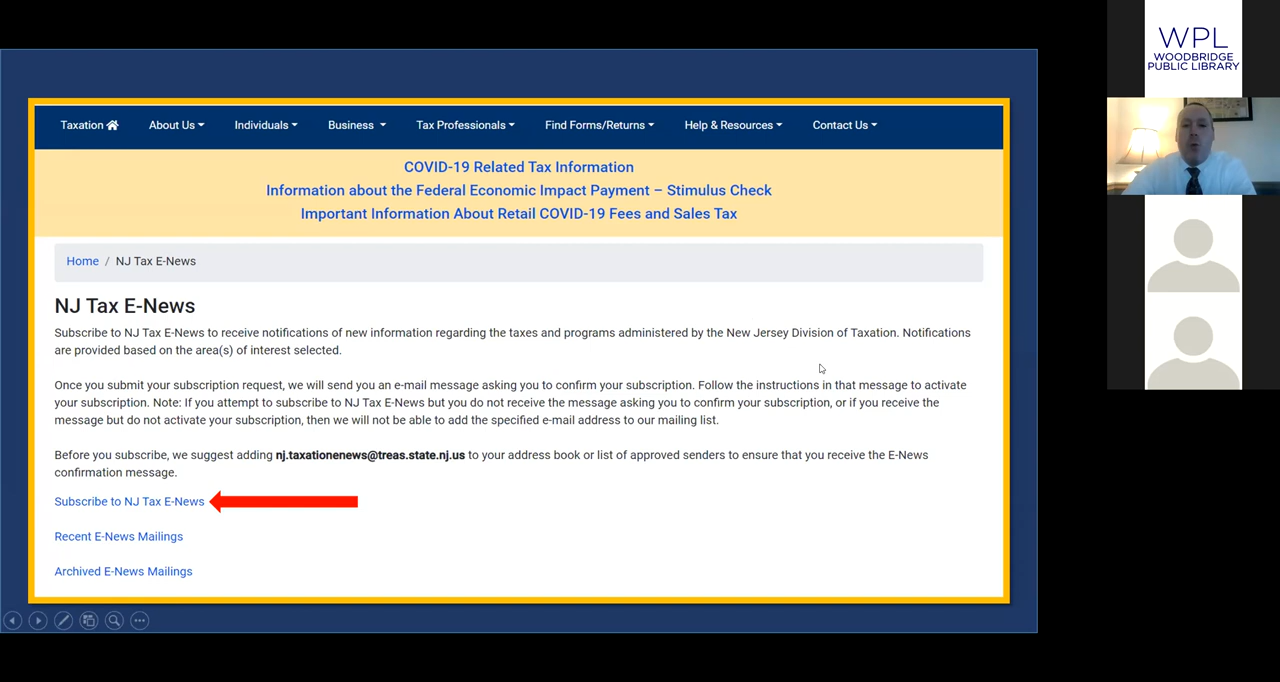 WPL
WOODBRIDGE
PUBLIC LIBRARY
Taxation About Us Individuals Business Tax Professionals Find Forms/Returns Help & Resources Contact Us
COVID-19 Related Tax Information
Information about the Federal Economic Impact Payment – Stimulus Check
Important Information About Retail COVID-19 Fees and Sales Tax
Home / NJ Tax E-News
NJ Tax E-News
Subscribe to NJ Tax E-News to receive notifications of new information regarding the taxes and programs administered by the New Jersey Division of Taxation. Notifications
are provided based on the area(s) of interest selected.
Once you submit your subscription request, we will send you an e-mail message asking you to confirm your subscription. Follow the instructions in that message to activate
your subscription. Note: If you attempt to subscribe to NJ Tax E-News but you do not receive the message asking you to confirm your subscription, or if you receive the
message but do not activate your subscription, then we will not be able to add the specified e-mail address to our mailing list.
Before you subscribe, we suggest adding nj.taxationenews@treas.state.nj.us to your address book or list of approved senders to ensure that you receive the E-News
confirmation message.
Subscribe to NJ Tax E-News
Recent E-News Mailings
Archived E-News Mailings